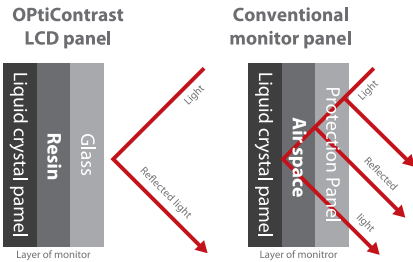 OPtiContrast
LCD panel
Conventional
monitor panel
Liquid crystal pamel
Resin
Glass
Light
Reflected light
Layer of monitor
Liquid crystal pamel
Air space
Protection Panel
Light
Reflected
light
Layer of monitror